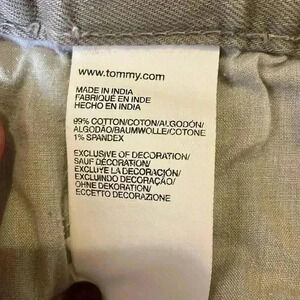 www.tommy.com
MADE IN INDIA
FABRIQUÉ EN INDE
HECHO EN INDIA
99% COTTON/COTON/ALGODÓN/
ALGODÃO/BAUMWOLLE/COTONE
1% SPANDEX
EXCLUSIVE OF DECORATION/
SAUF DÉCORATION/
EXCLUYE LA DECORACIÓN/
EXCLUINDO DECORAÇÃO/
OHNE DEKORATION/
ECCETTO DECORAZIONE